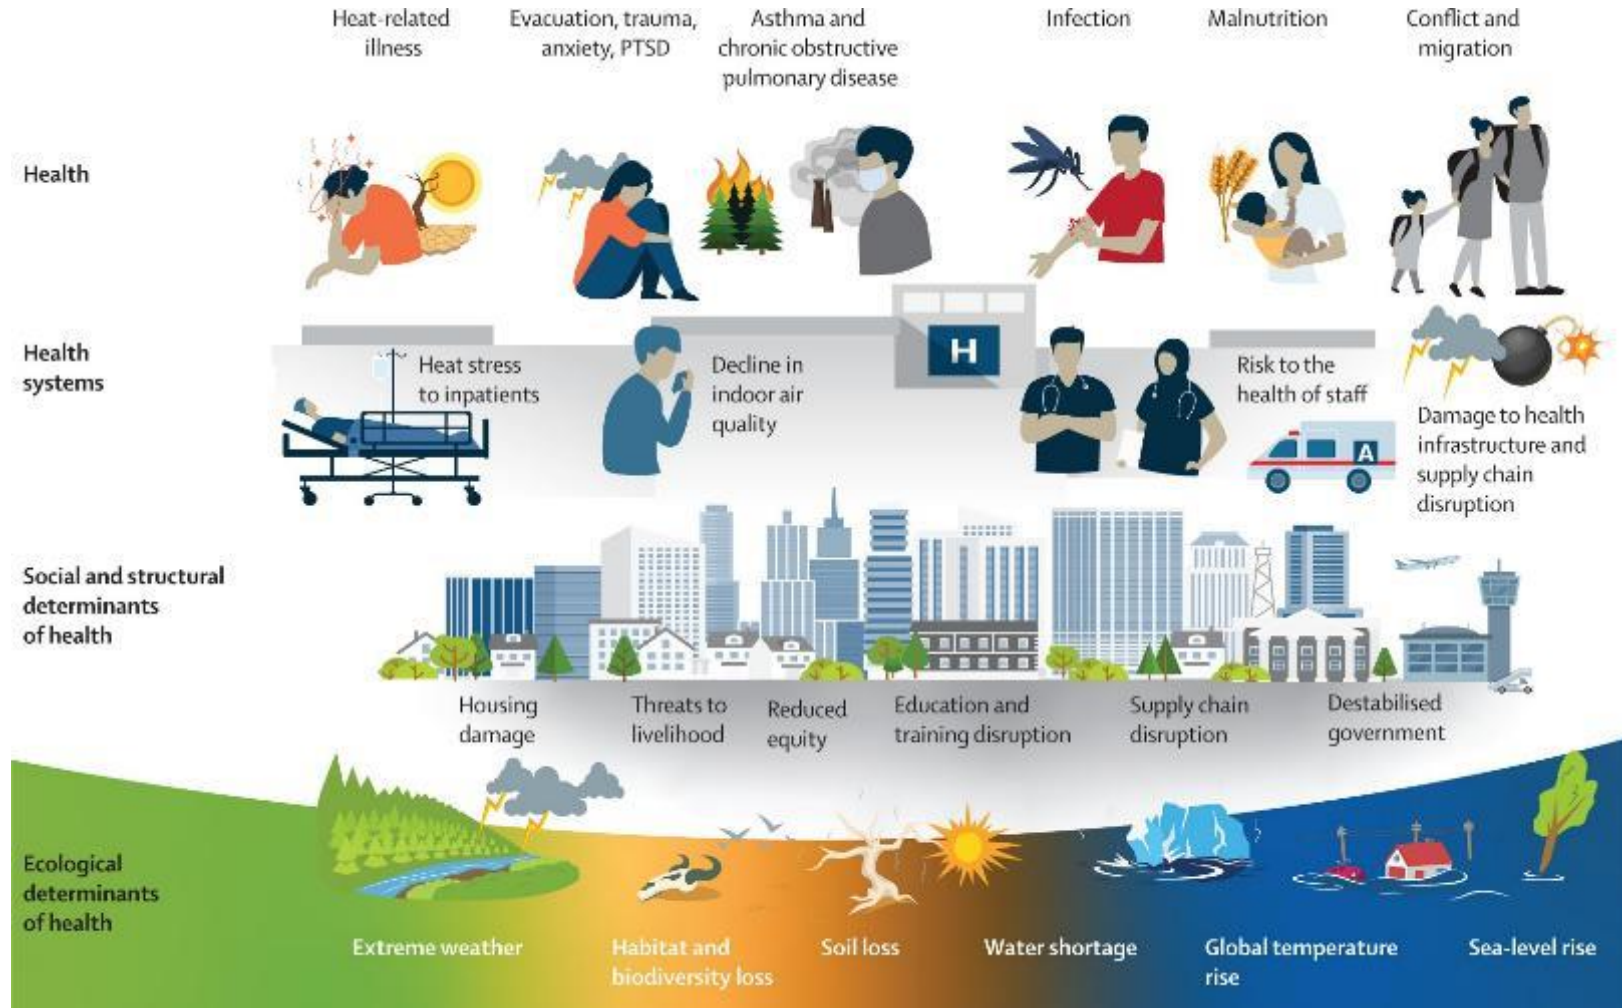 Heat-related
illness
Evacuation, trauma,
anxiety, PTSD
Asthma and
chronic obstructive
pulmonary disease
Infection
Malnutrition
Conflict and
migration
Health
Health
systems
Heat stress
to inpatients
Decline in
indoor air
quality
H
Risk to the
health of staff
A
Damage to health
infrastructure and
supply chain
disruption
Social and structural
determinants
of health
Housing
damage
Threats to
livelihood
Reduced
equity
Education and
training disruption
Supply chain
disruption
Destabilised
government
Ecological
determinants
of health
Extreme weather
Habitat and
biodiversity loss
Soil loss
Water shortage
Global temperature
rise
Sea-level rise